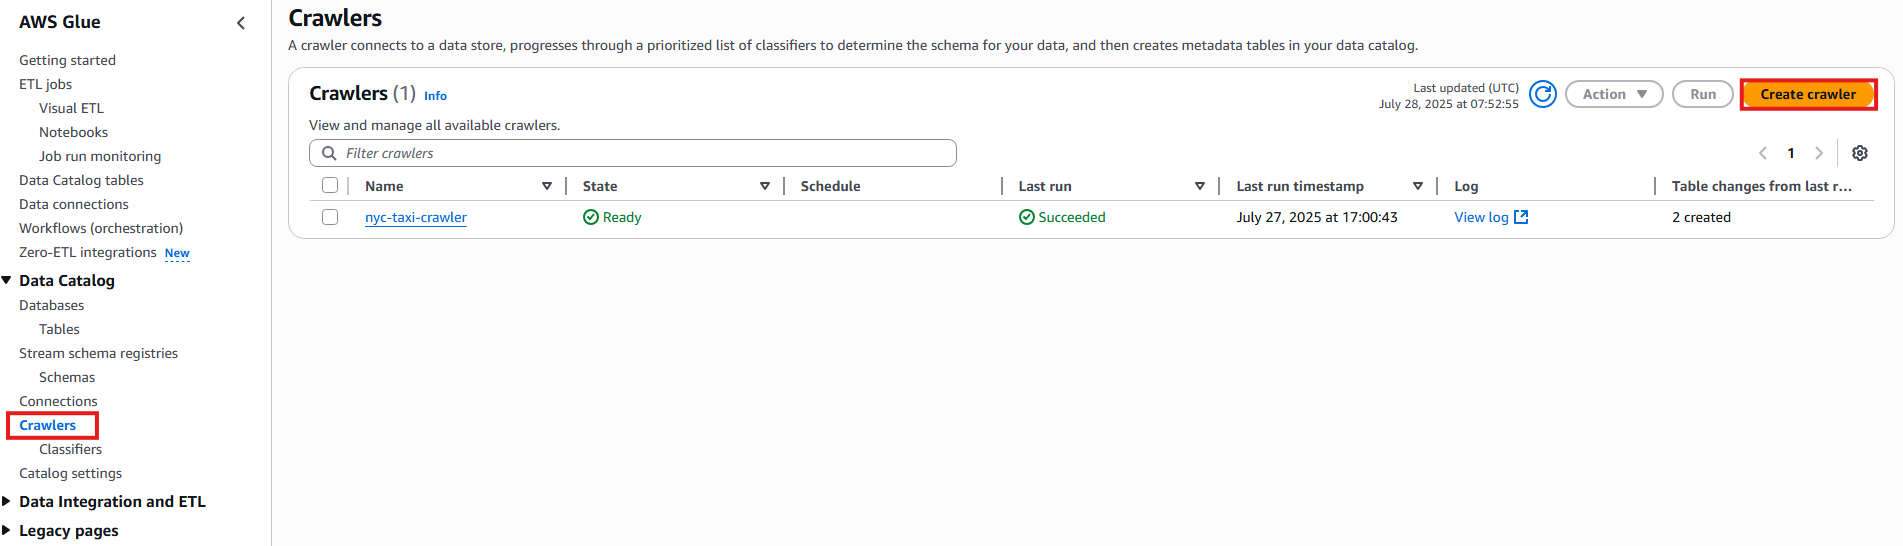 AWS Glue
Getting started
ETL jobs
Visual ETL
Notebooks
Job run monitoring
Data Catalog tables
Data connections
Workflows (orchestration)
Zero-ETL integrations New
Data Catalog
Databases
Tables
Stream schema registries
Schemas
Connections
Crawlers
Classifiers
Catalog settings
Data Integration and ETL
Legacy pages
Crawlers
A crawler connects to a data store, progresses through a prioritized list of classifiers to determine the schema for your data, and then creates metadata tables in your data catalog.
Crawlers (1) Info
Last updated (UTC)
July 28, 2025 at 07:52:55
Action
Run
Create crawler
View and manage all available crawlers.
Filter crawlers
1
Name State Schedule Last run Last run timestamp Log Table changes from last r...
nyc-taxi-crawler Ready Succeeded July 27, 2025 at 17:00:43 View log 2 created